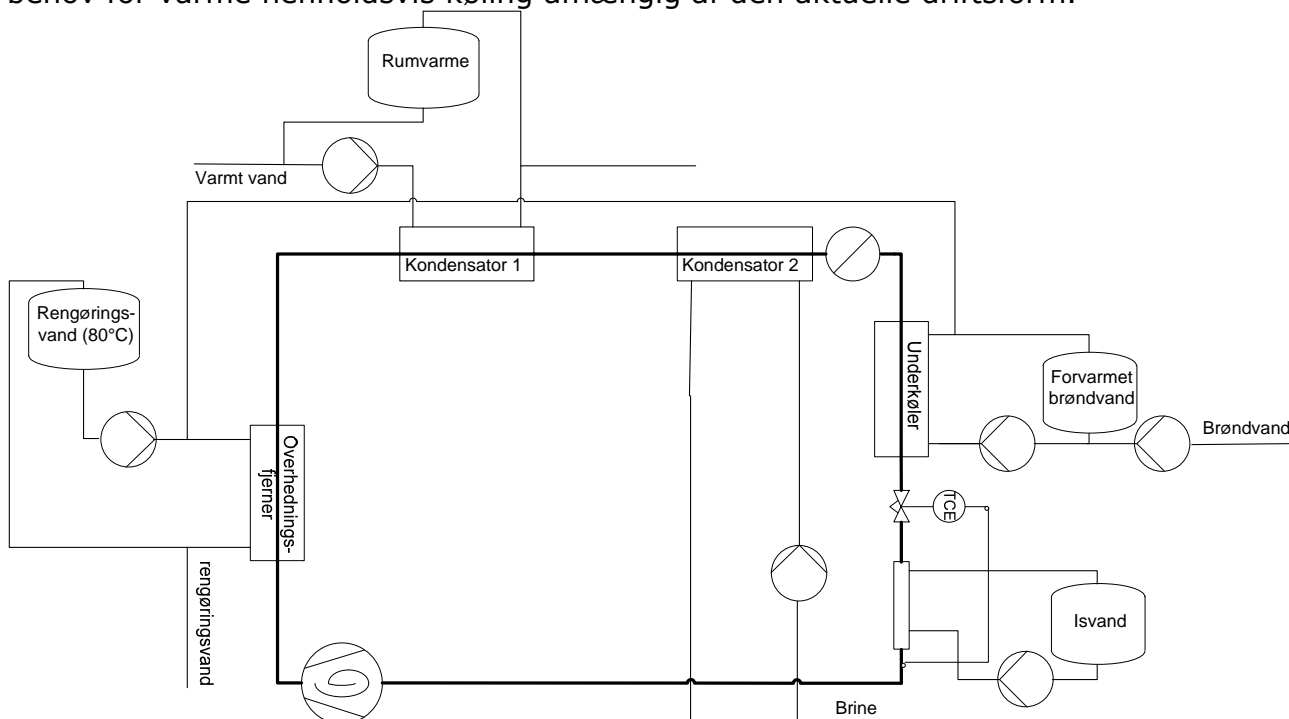 behov for varme henholdsvis køling afhængig af den aktuelle driftsform.
Rumvarme
Varmt vand
Kondensator 1
Kondensator 2
Rengørings-
vand (80°C)
Underkøler
Forvarmet
brøndvand
Brøndvand
Overhednings-
fjerner
TCE
rengøringsvand
Isvand
Brine